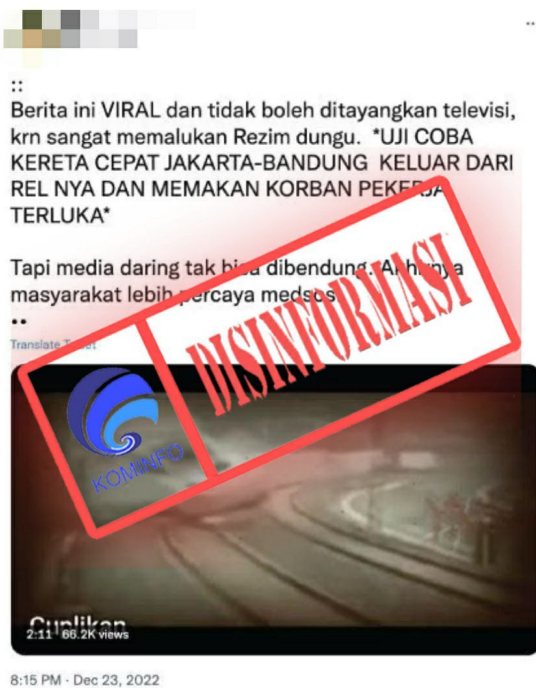 ::
Berita ini VIRAL dan tidak boleh ditayangkan televisi,
krn sangat memalukan Rezim dungu. *UJI COBA
KERETA CEPAT JAKARTA-BANDUNG KELUAR DARI
REL NYA DAN MEMAKAN KORBAN PEKERJA
TERLUKA*
Tapi media daring tak bisa dibendung. Akhirnya
masyarakat lebih percaya medsos.
••
Translate Tweet
DISINFORMASI
KOMINFO
Cuplikan
2:11 66.2K views
8:15 PM · Dec 23, 2022